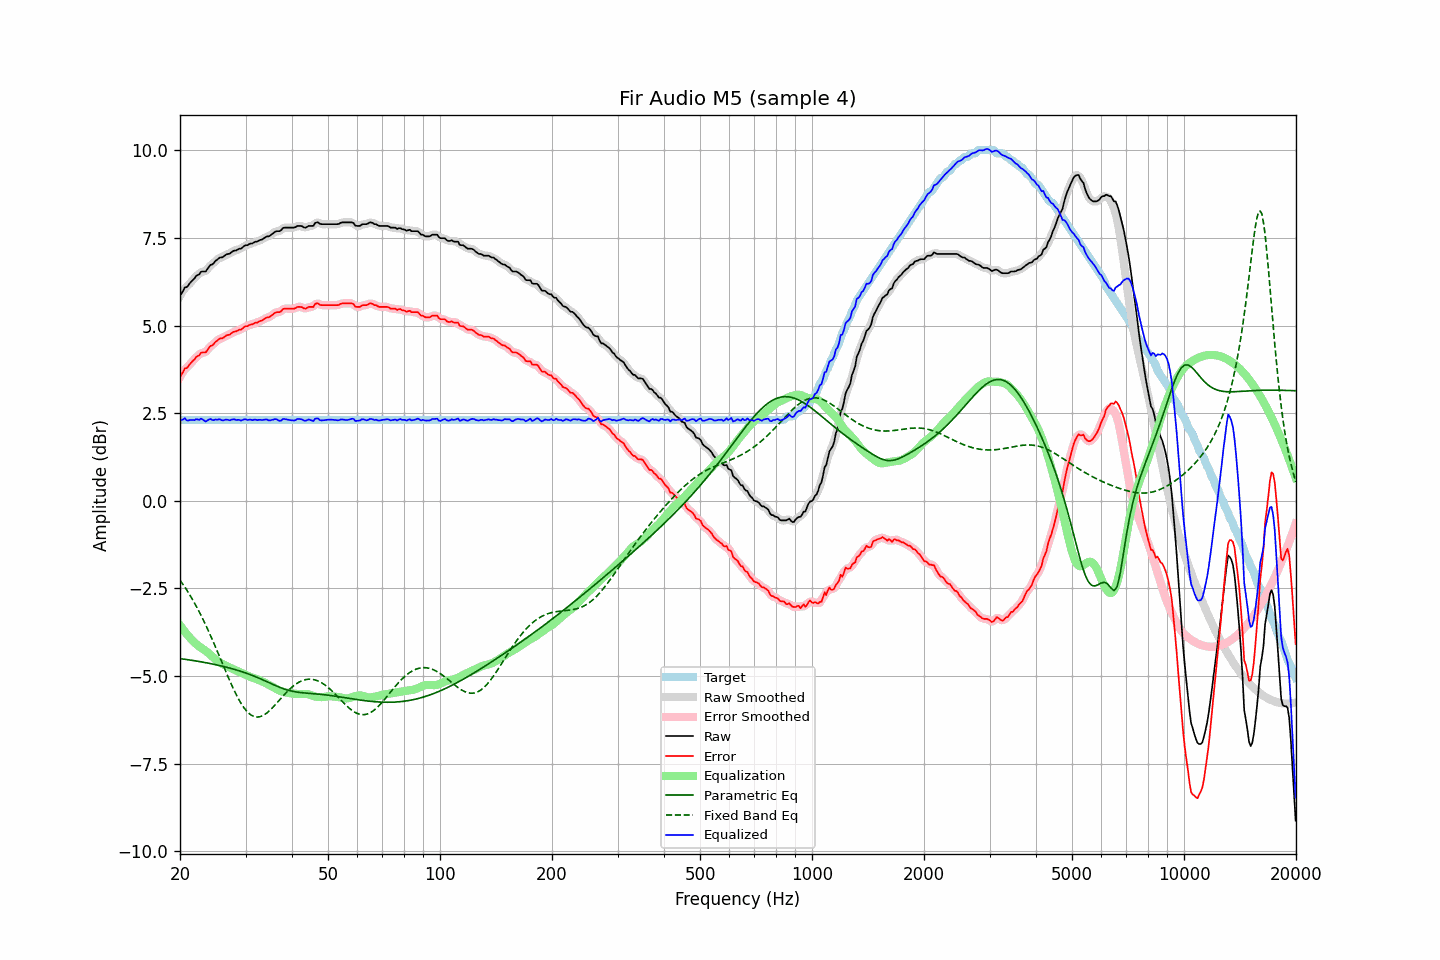 Fir Audio M5 (sample 4)
Amplitude (dBr)
10.0
7.5
5.0
2.5
0.0
−2.5
−5.0
−7.5
−10.0
Target
Raw Smoothed
Error Smoothed
Raw
Error
Equalization
Parametric Eq
Fixed Band Eq
Equalized
20 50 100 200 500 1000 2000 5000 10000 20000
Frequency (Hz)